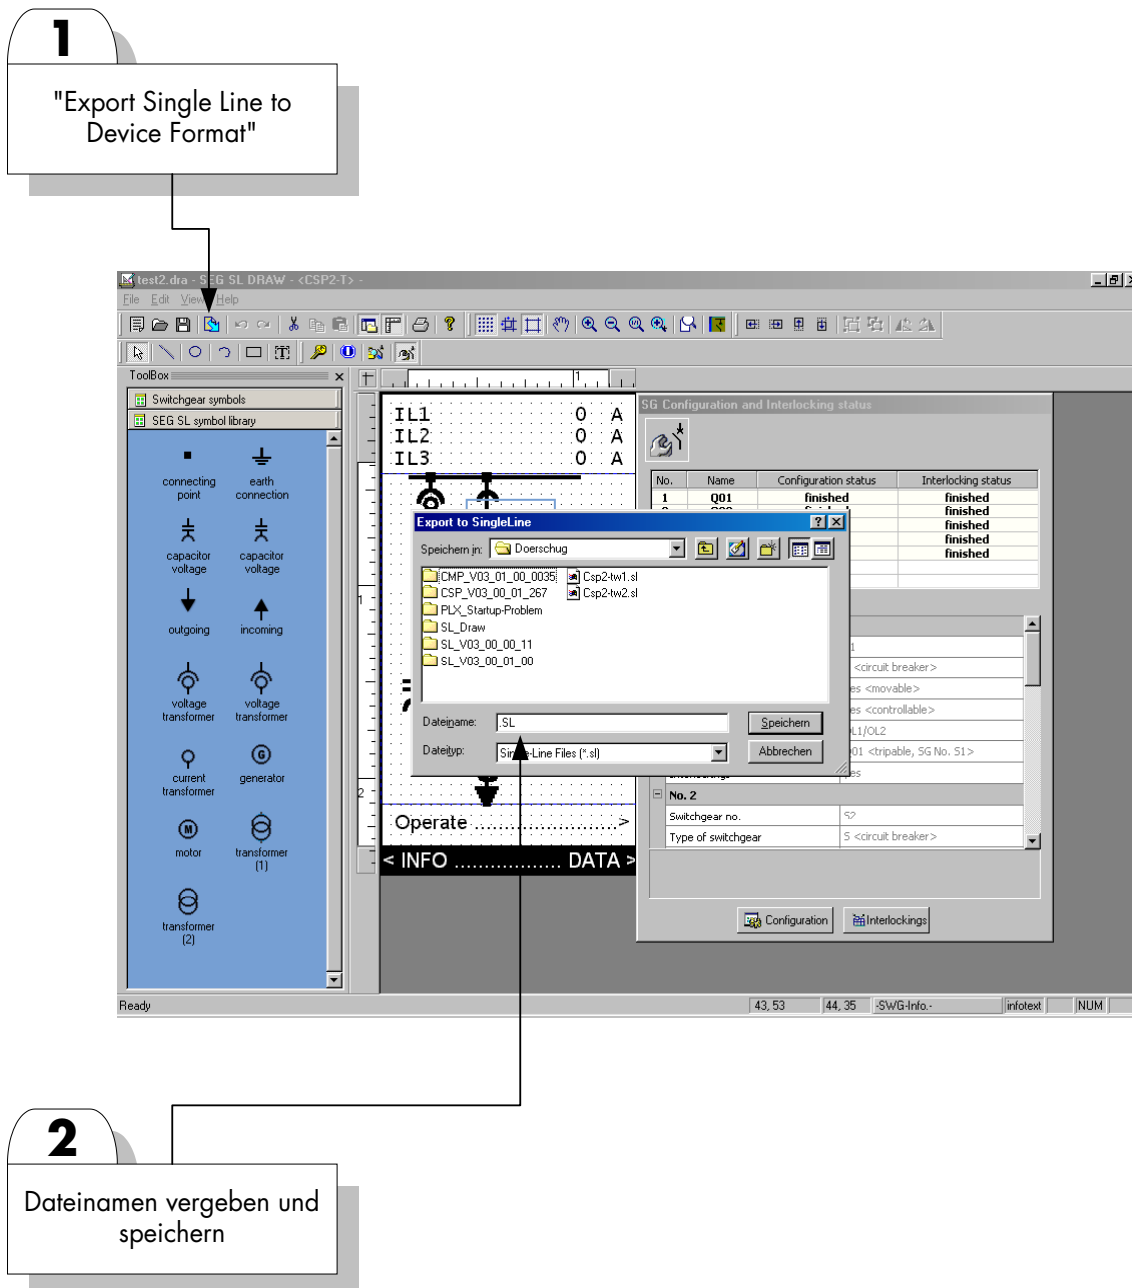 1
"Export Single Line to
Device Format"
test2.dra - SEG SL DRAW - <CSP2-T> -
File Edit View Help
ToolBox
Switchgear symbols
SEG SL symbol library
connecting point
earth connection
capacitor voltage
capacitor voltage
outgoing
incoming
voltage transformer
voltage transformer
current transformer
generator
motor
transformer (1)
transformer (2)
1
1
2
IL1 0 A
IL2 0 A
IL3 0 A
Operate ........................>
< INFO .................. DATA >
SG Configuration and Interlocking status
No. Name Configuration status Interlocking status
1 Q01 finished finished
finished
finished
finished
finished
Export to SingleLine
Speichern in: Doerschug
CMP_V03_01_00_0035 Csp2-tw1.sl
CSP_V03_00_01_267 Csp2-tw2.sl
PLX_Startup-Problem
SL_Draw
SL_V03_00_00_11
SL_V03_00_01_00
Dateiname: .SL Speichern
Dateityp: Single-Line Files (*.sl) Abbrechen
<circuit breaker>
<movable>
<controllable>
/OL2
<tripable, SG No. S1>
No. 2
Switchgear no. S2
Type of switchgear S <circuit breaker>
Configuration Interlockings
Ready 43, 53 44, 35 -SWG-Info.- infotext NUM
2
Dateinamen vergeben und
speichern